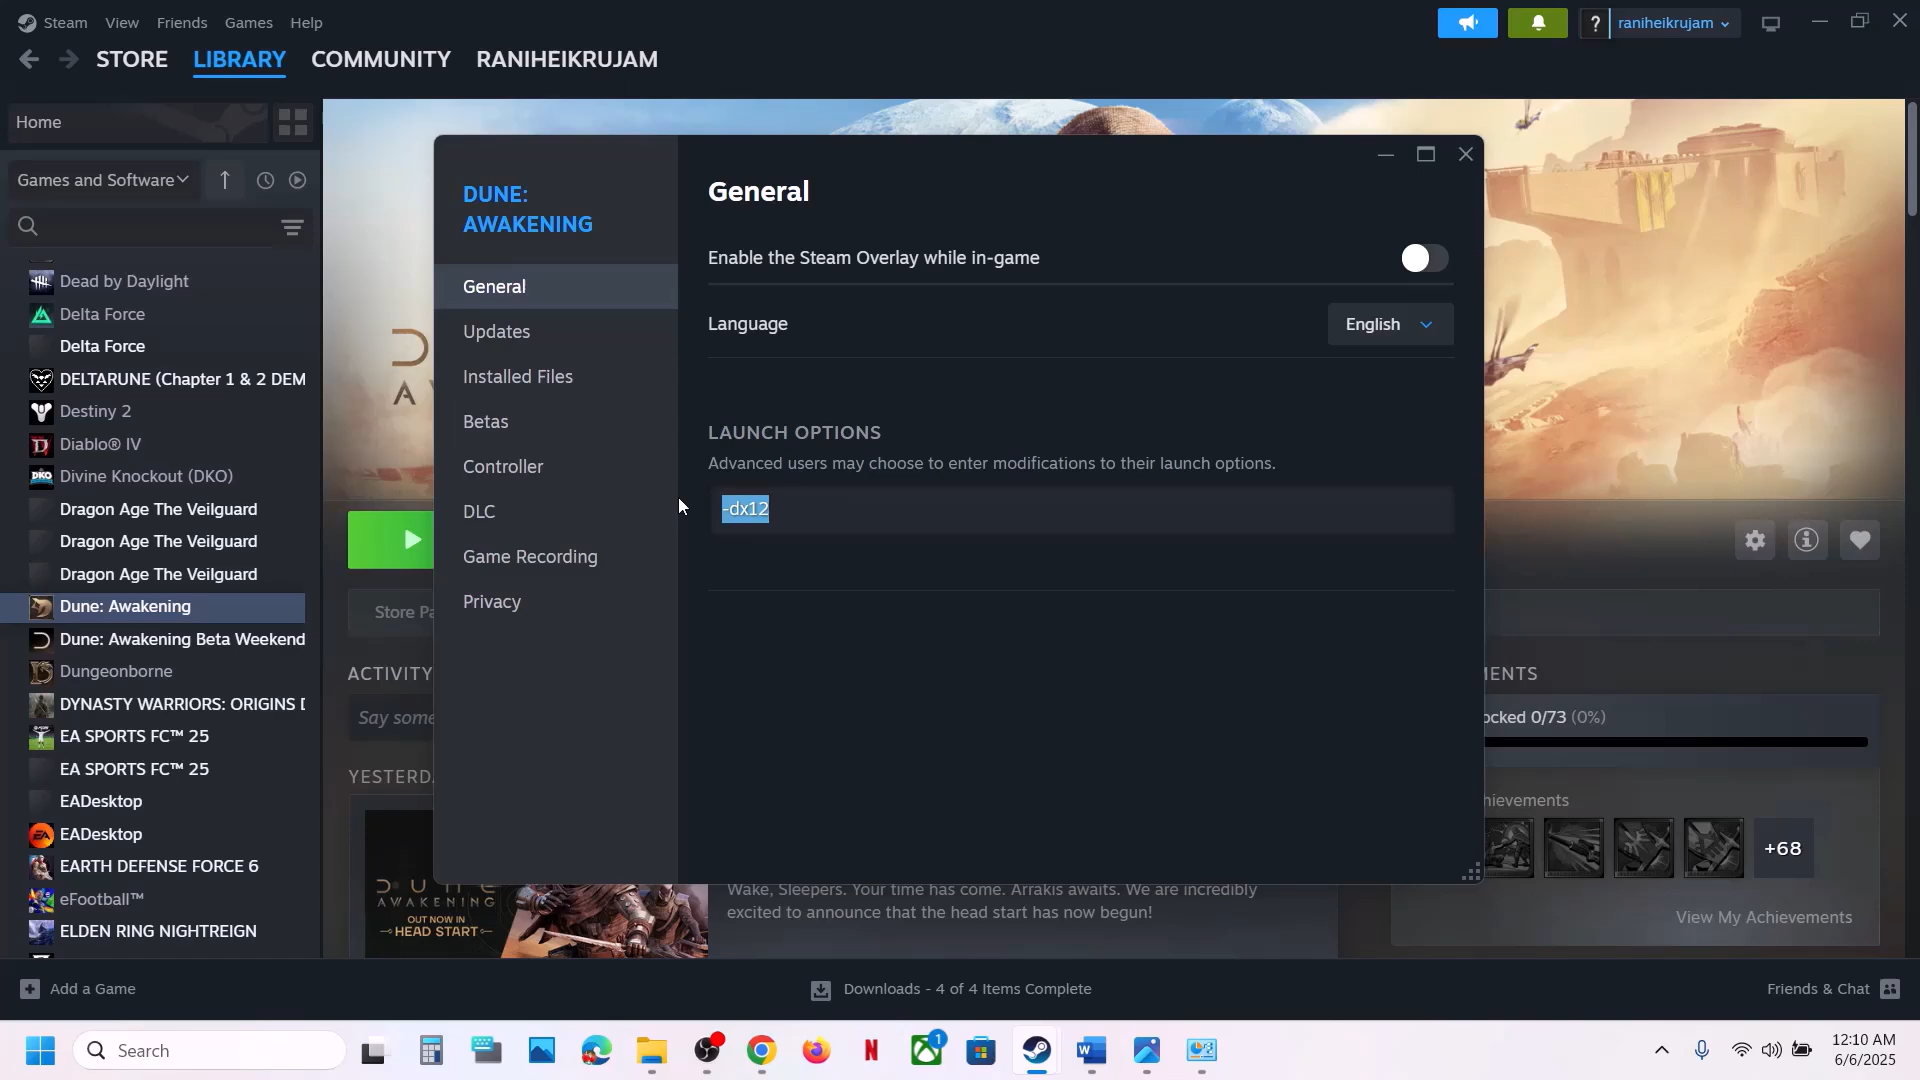 Steam View Friends Games Help
? raniheikrujam
STORE LIBRARY COMMUNITY RANIHEIKRUJAM
Home
Games and Software
Dead by Daylight
Delta Force
Delta Force
DELTARUNE (Chapter 1 & 2 DEM
Destiny 2
Diablo® IV
Divine Knockout (DKO)
Dragon Age The Veilguard
Dragon Age The Veilguard
Dragon Age The Veilguard
Dune: Awakening
Dune: Awakening Beta Weekend
Dungeonborne
DYNASTY WARRIORS: ORIGINS D
EA SPORTS FC™ 25
EA SPORTS FC™ 25
EADesktop
EADesktop
EARTH DEFENSE FORCE 6
eFootball™
ELDEN RING NIGHTREIGN
DUNE:
AWAKENING
General
Updates
Installed Files
Betas
Controller
DLC
Game Recording
Privacy
General
Enable the Steam Overlay while in-game
Language
English
LAUNCH OPTIONS
Advanced users may choose to enter modifications to their launch options.
-dx12
Store Pa
ACTIVITY
Say some
YESTERD
DUNE
AWAKENING
OUT NOW IN
HEAD START
Wake, Sleepers. Your time has come. Arrakis awaits. We are incredibly
excited to announce that the head start has now begun!
MENTS
ocked 0/73 (0%)
hievements
+68
View My Achievements
Add a Game
Downloads - 4 of 4 Items Complete
Friends & Chat
Search
1
12:10 AM
6/6/2025